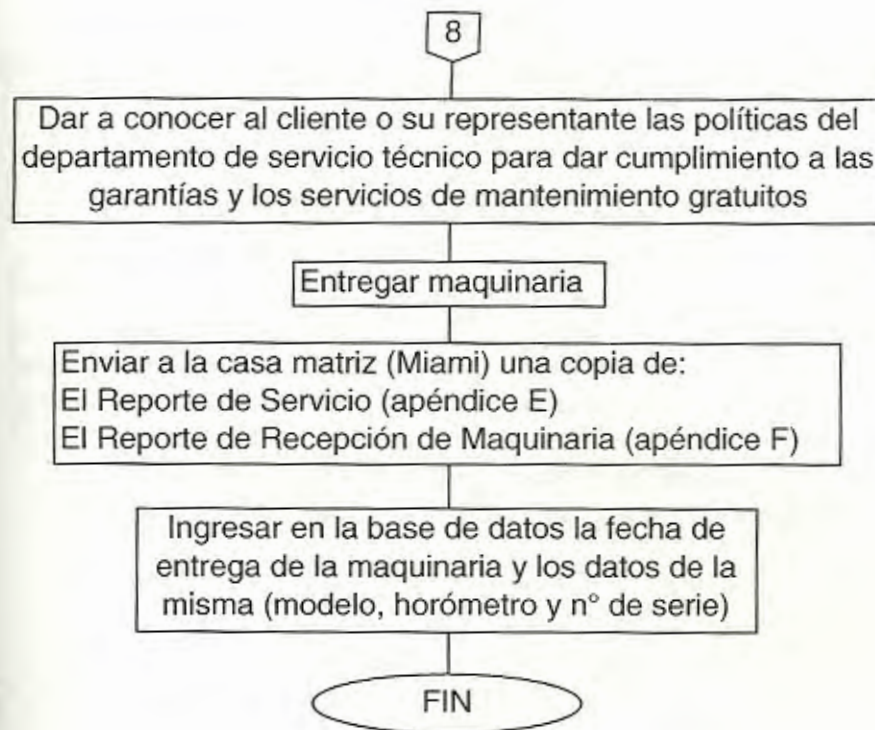 8
Dar a conocer al cliente o su representante las políticas del
departamento de servicio técnico para dar cumplimiento a las
garantías y los servicios de mantenimiento gratuitos
Entregar maquinaria
Enviar a la casa matriz (Miami) una copia de:
El Reporte de Servicio (apéndice E)
El Reporte de Recepción de Maquinaria (apéndice F)
Ingresar en la base de datos la fecha de
entrega de la maquinaria y los datos de la
misma (modelo, horómetro y n° de serie)
FIN